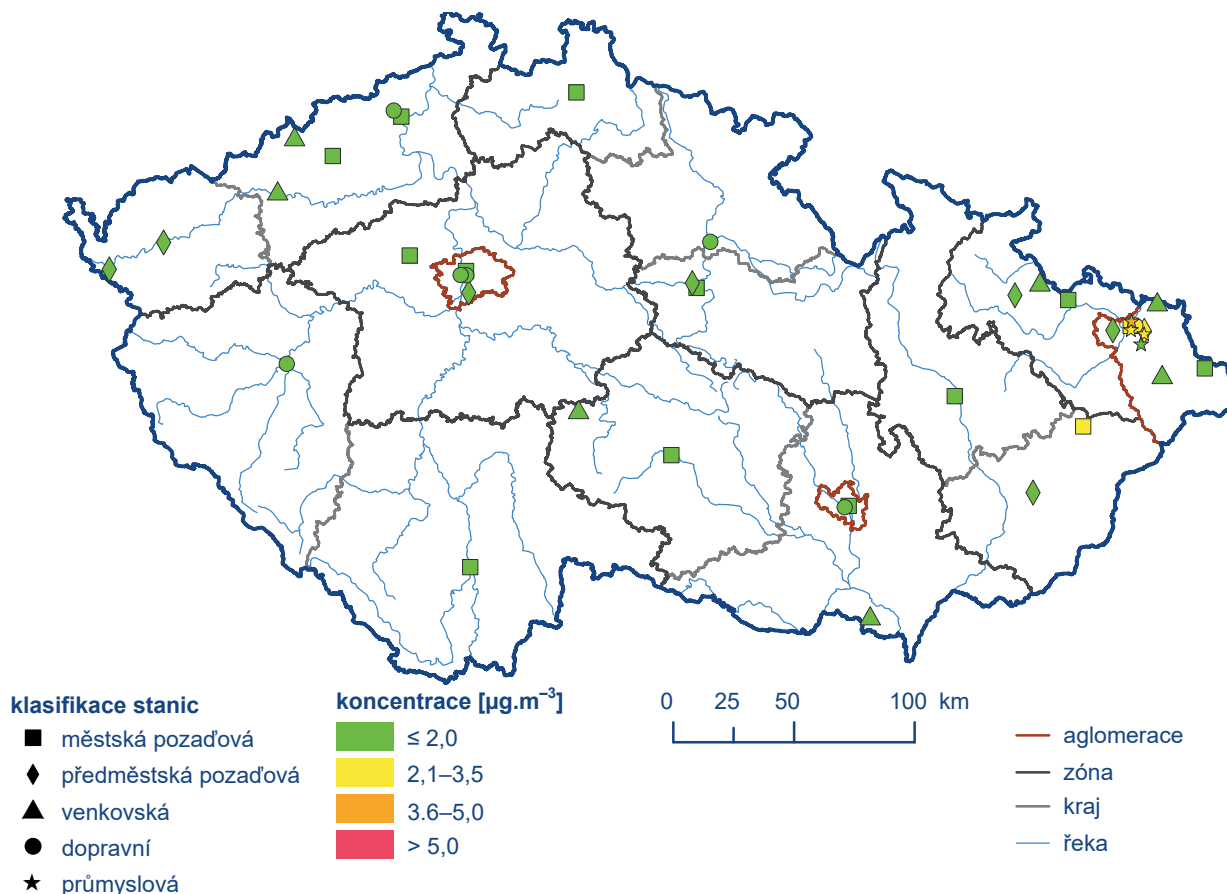 klasifikace stanic
městská pozaďová
předměstská pozaďová
venkovská
dopravní
průmyslová
koncentrace [µg.m⁻³]
≤ 2,0
2,1–3,5
3.6–5,0
> 5,0
0 25 50 100 km
aglomerace
zóna
kraj
řeka